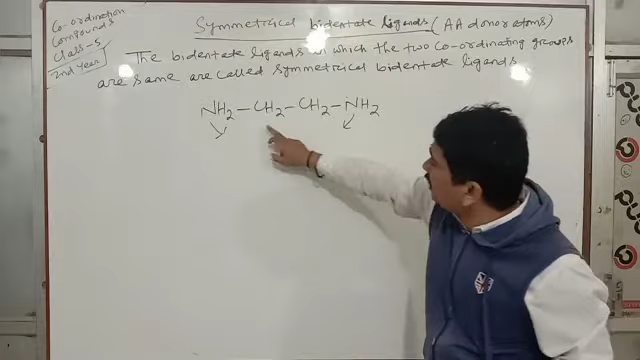 Co-ordination
Compounds
Class-5
2nd Year
Symmetrical bidentate ligands (AA donor atoms)
The bidentate ligands in which the two Co-ordinating groups
are same are called symmetrical bidentate ligands
NH2 — CH2 — CH2 — NH2